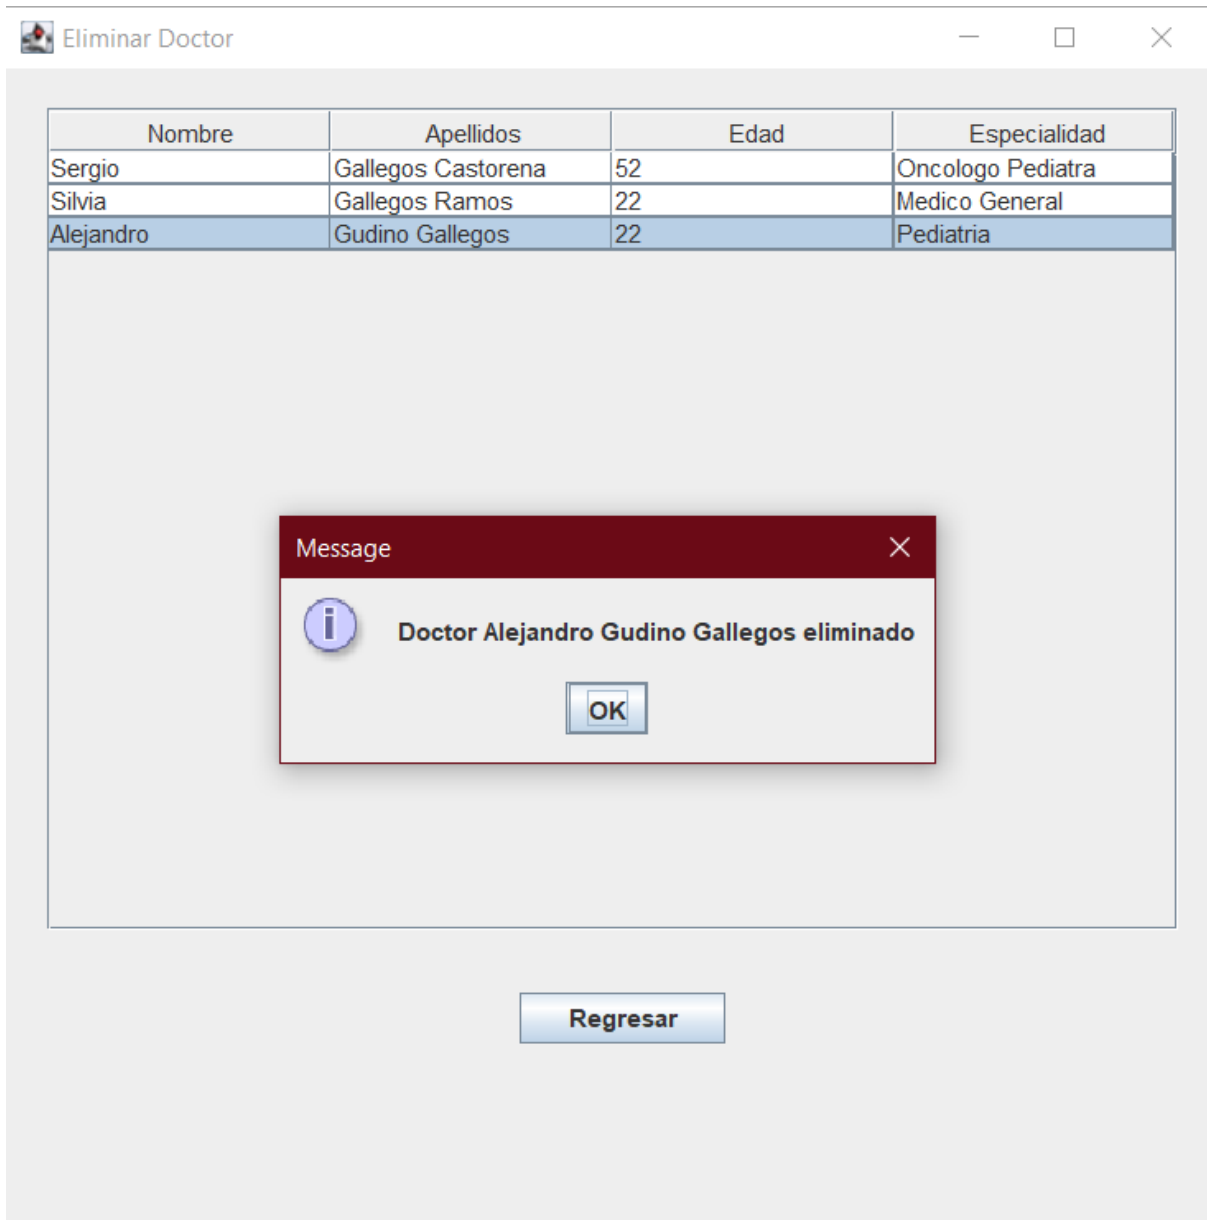 Eliminar Doctor
Nombre Apellidos Edad Especialidad
Sergio Gallegos Castorena 52 Oncologo Pediatra
Silvia Gallegos Ramos 22 Medico General
Alejandro Gudino Gallegos 22 Pediatria
Message
i
Doctor Alejandro Gudino Gallegos eliminado
OK
Regresar